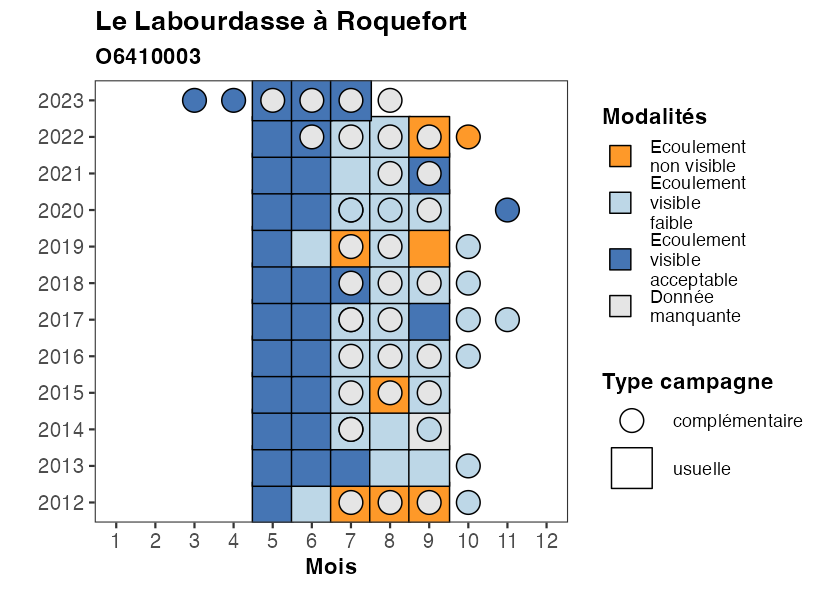 Le Labourdasse à Roquefort
O6410003
2023
2022
2021
2020
2019
2018
2017
2016
2015
2014
2013
2012
1 2 3 4 5 6 7 8 9 10 11 12
Mois
Modalités
Ecoulement
non visible
Ecoulement
visible
faible
Ecoulement
visible
acceptable
Donnée
manquante
Type campagne
complémentaire
usuelle